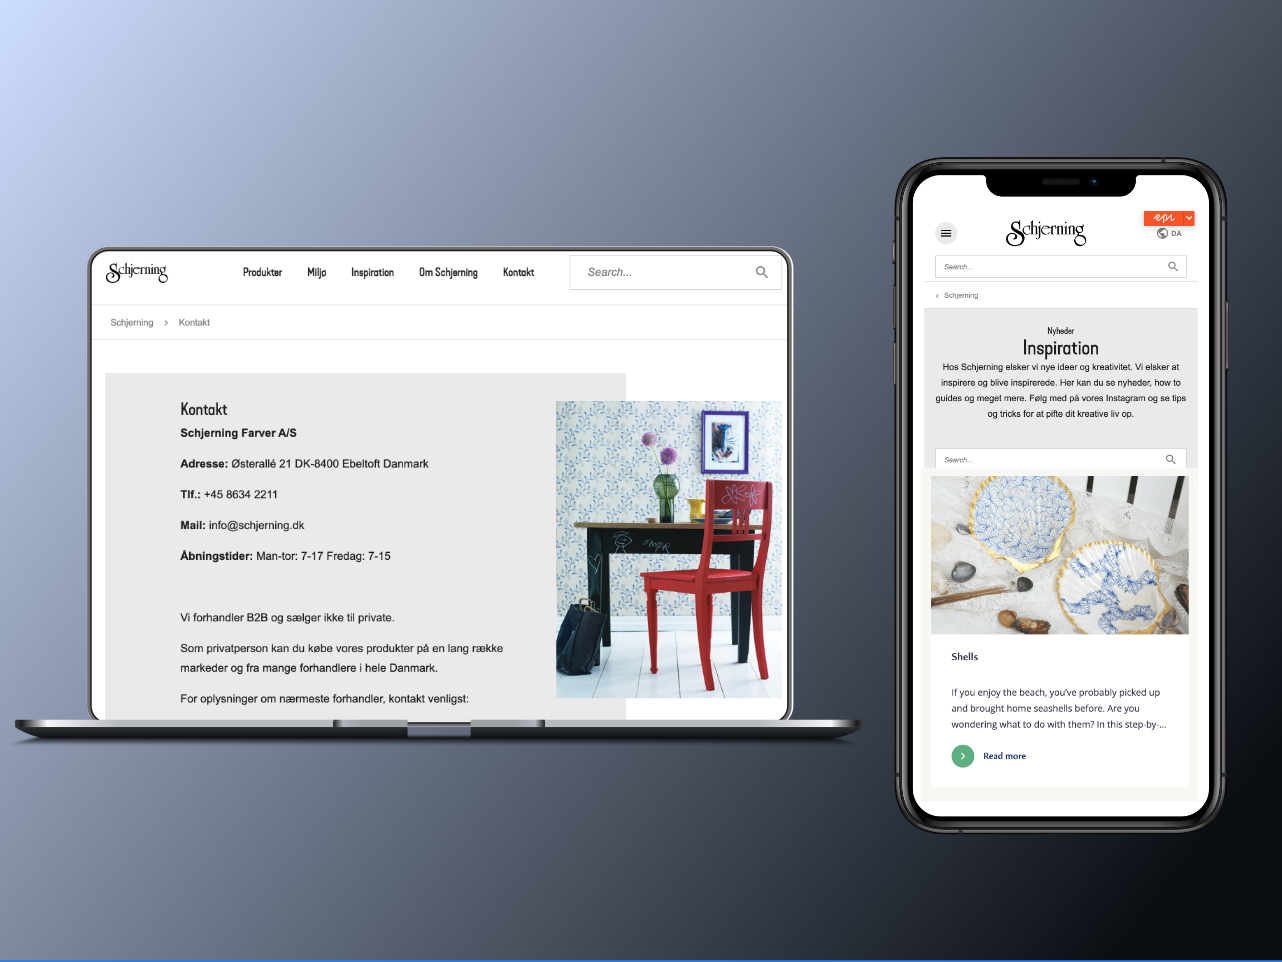 Schjerning
Produkter Miljø Inspiration Om Schjerning Kontakt
Search...
Schjerning > Kontakt
Kontakt
Schjerning Farver A/S
Adresse: Østerallé 21 DK-8400 Ebeltoft Danmark
Tlf.: +45 8634 2211
Mail: info@schjerning.dk
Åbningstider: Man-tor: 7-17 Fredag: 7-15
Vi forhandler B2B og sælger ikke til private.
Som privatperson kan du købe vores produkter på en lang række
markeder og fra mange forhandlere i hele Danmark.
For oplysninger om nærmeste forhandler, kontakt venligst:
Schjerning
DA
Search...
< Schjerning
Nyheder
Inspiration
Hos Schjerning elsker vi nye ideer og kreativitet. Vi elsker at
inspirere og blive inspirerede. Her kan du se nyheder, how to
guides og meget mere. Følg med på vores Instagram og se tips
og tricks for at pifte dit kreative liv op.
Search...
Shells
If you enjoy the beach, you've probably picked up
and brought home seashells before. Are you
wondering what to do with them? In this step-by-...
Read more